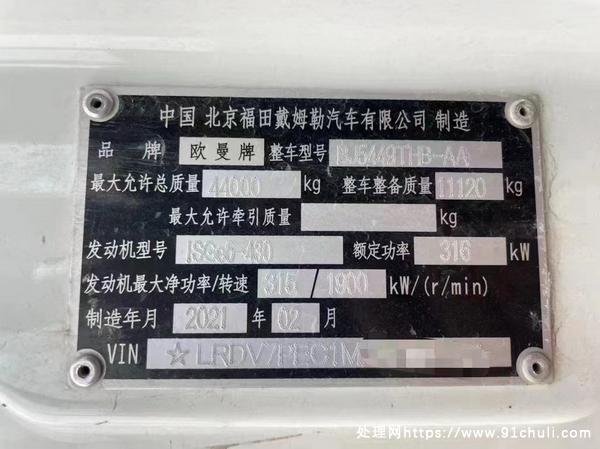 中国 北京福田戴姆勒汽车有限公司 制造
品 牌 欧曼牌 整车型号 BJ5449THB-AA
最大允许总质量 44000 kg 整车整备质量 11120 kg
最大允许牵引质量 kg
发动机型号 ISGe5-430 额定功率 316 kW
发动机最大净功率/转速 315 / 1900 kW/(r/min)
制造年月 2021 年 02 月
VIN ☆LRDV7PEC1M
处理网https://www.91chuli.com/